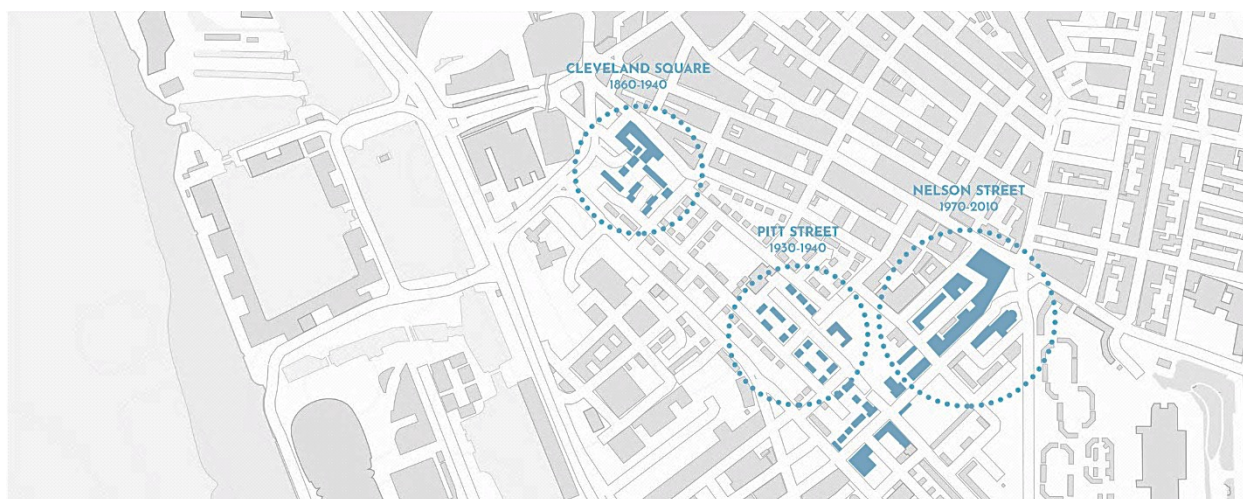 CLEVELAND SQUARE
1860-1940
NELSON STREET
1970-2010
PITT STREET
1930-1940